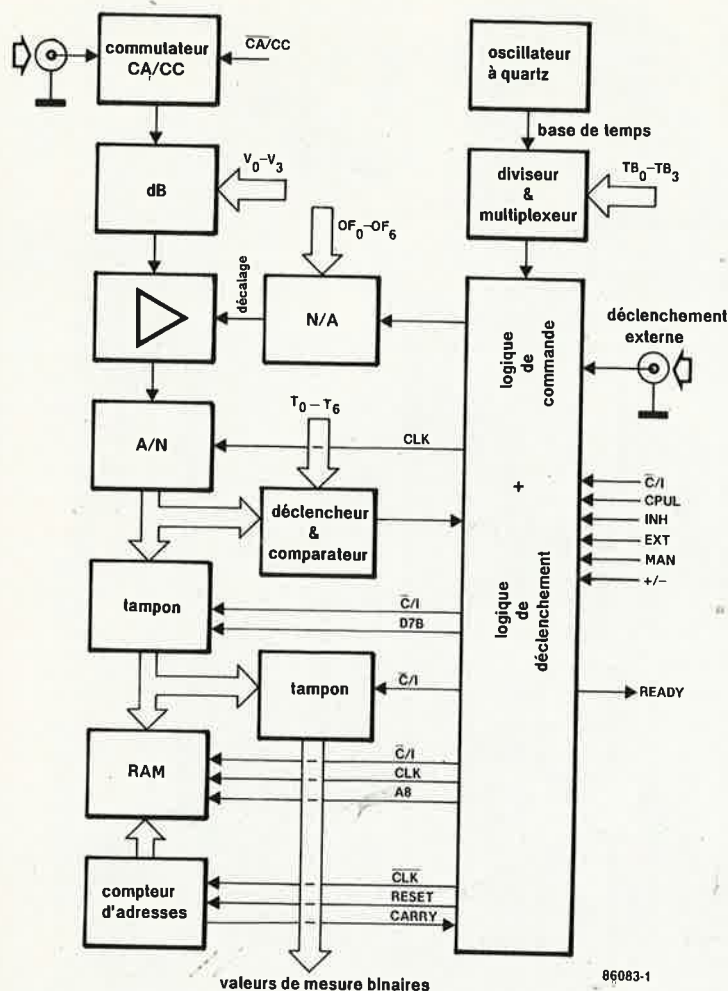 commutateur
CA/CC
C̅A̅/CC
oscillateur
à quartz
base de temps
dB
V₀–V₃
diviseur
&
multiplexeur
TB₀–TB₃
OF₀–OF₆
décalage
N/A
déclenchement
externe
logique
de
commande
+
logique
de
déclenchement
A/N
T₀ – T₆
CLK
déclencheur
&
comparateur
C̅/I
CPUL
INH
EXT
MAN
+/−
tampon
C̅/I
D7B
tampon
C̅/I
READY
RAM
C̅/I
CLK
A8
compteur
d'adresses
C̅L̅K̅
RESET
CARRY
valeurs de mesure binaires
86083-1